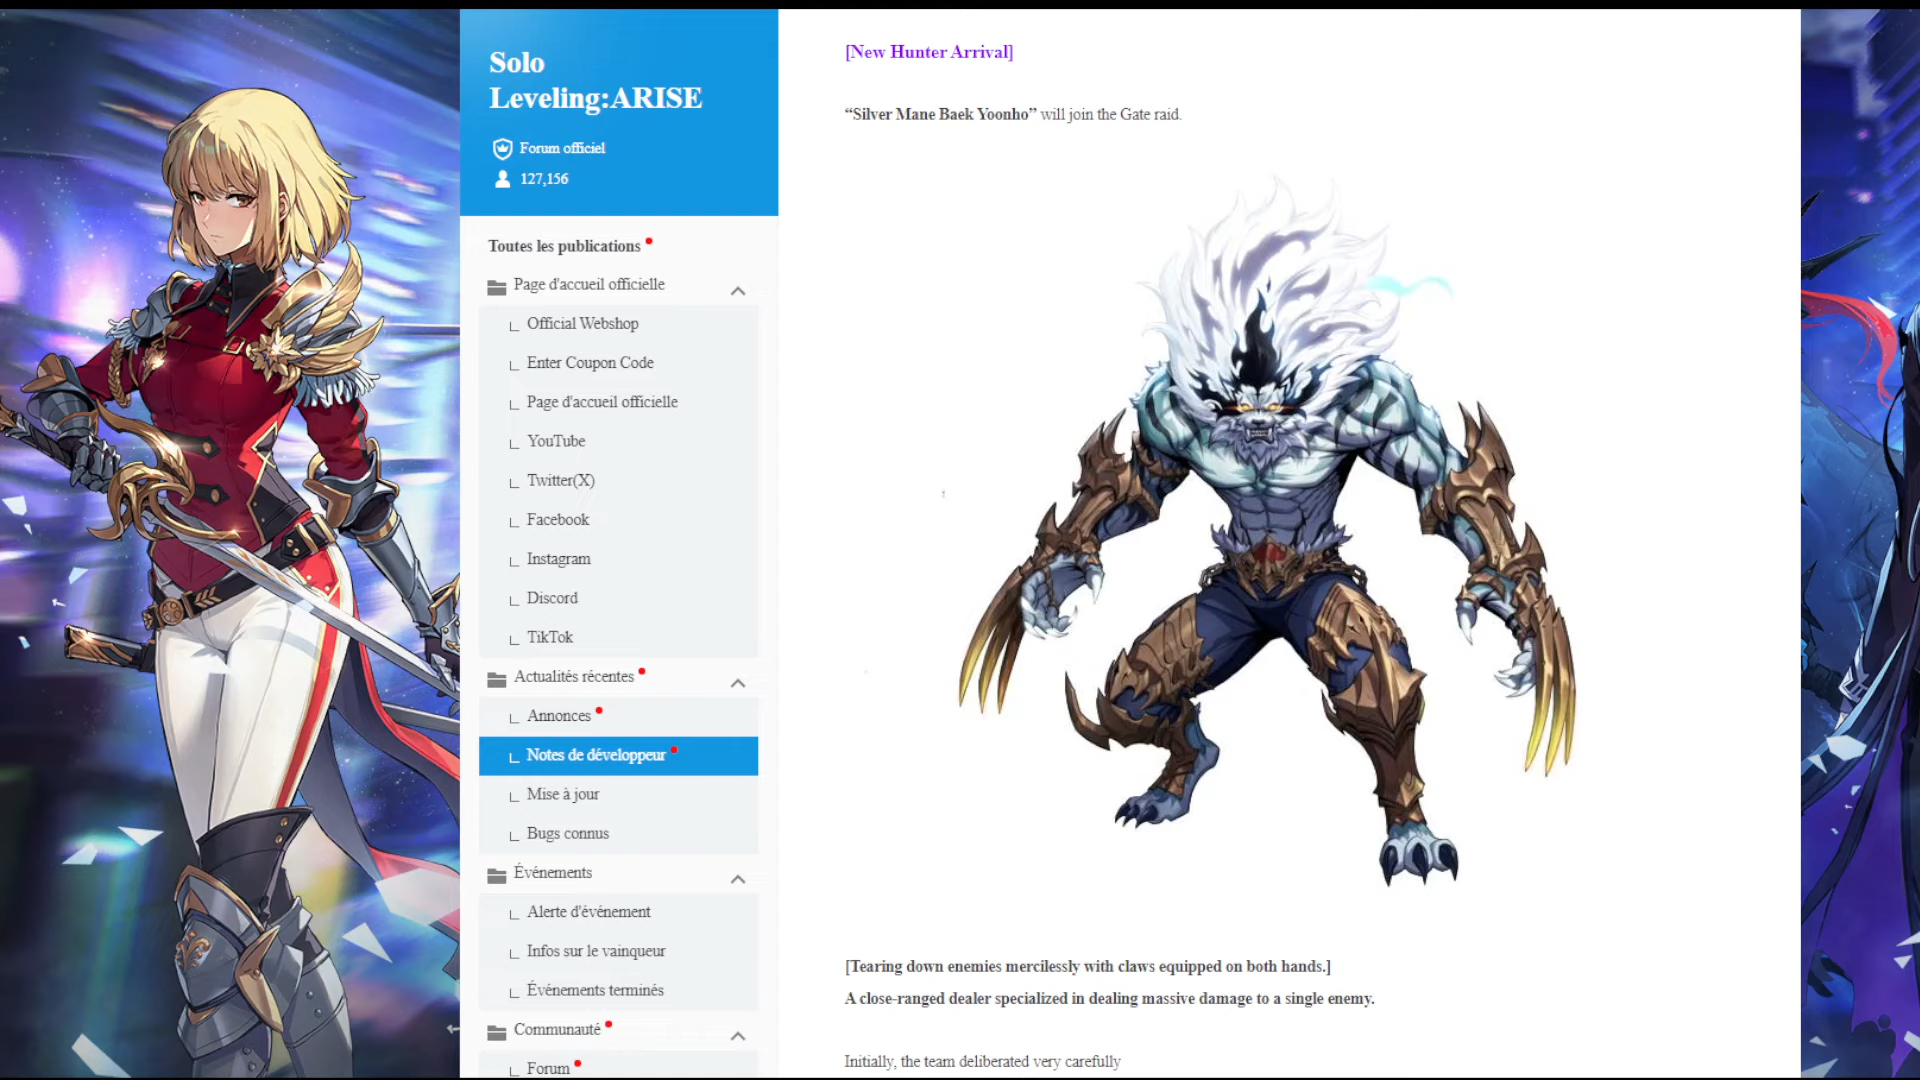 Solo
Leveling:ARISE
Forum officiel
127,156
Toutes les publications
Page d'accueil officielle
Official Webshop
Enter Coupon Code
Page d'accueil officielle
YouTube
Twitter(X)
Facebook
Instagram
Discord
TikTok
Actualités récentes
Annonces
Notes de développeur
Mise à jour
Bugs connus
Événements
Alerte d'événement
Infos sur le vainqueur
Événements terminés
Communauté
Forum
[New Hunter Arrival]
“Silver Mane Baek Yoonho” will join the Gate raid.
[Tearing down enemies mercilessly with claws equipped on both hands.]
A close-ranged dealer specialized in dealing massive damage to a single enemy.
Initially, the team deliberated very carefully